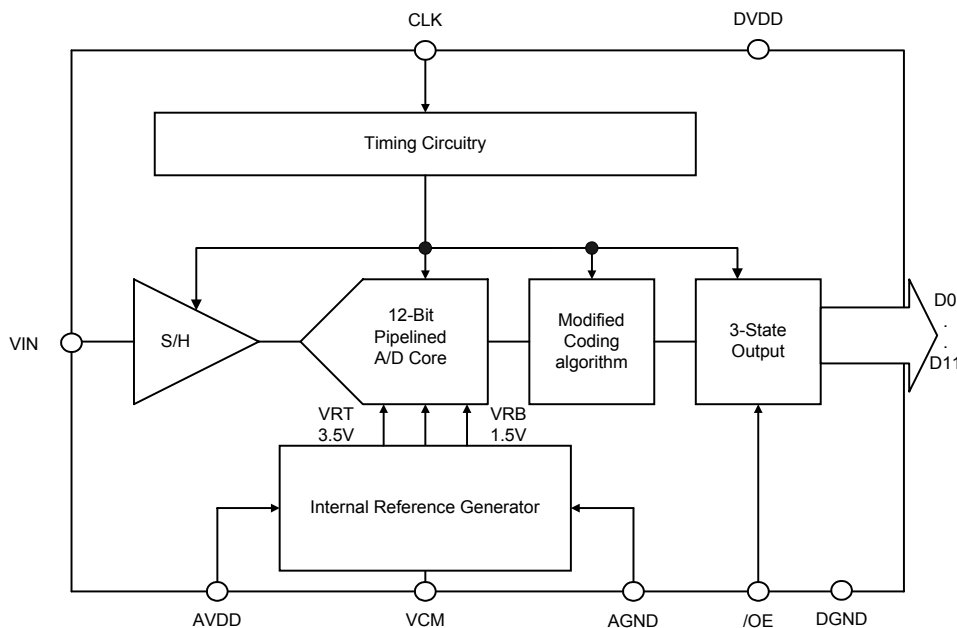 CLK
DVDD
Timing Circuitry
VIN
S/H
12-Bit
Pipelined
A/D Core
Modified
Coding
algorithm
3-State
Output
D0
.
.
D11
VRT
3.5V
VRB
1.5V
Internal Reference Generator
AVDD
VCM
AGND
/OE
DGND